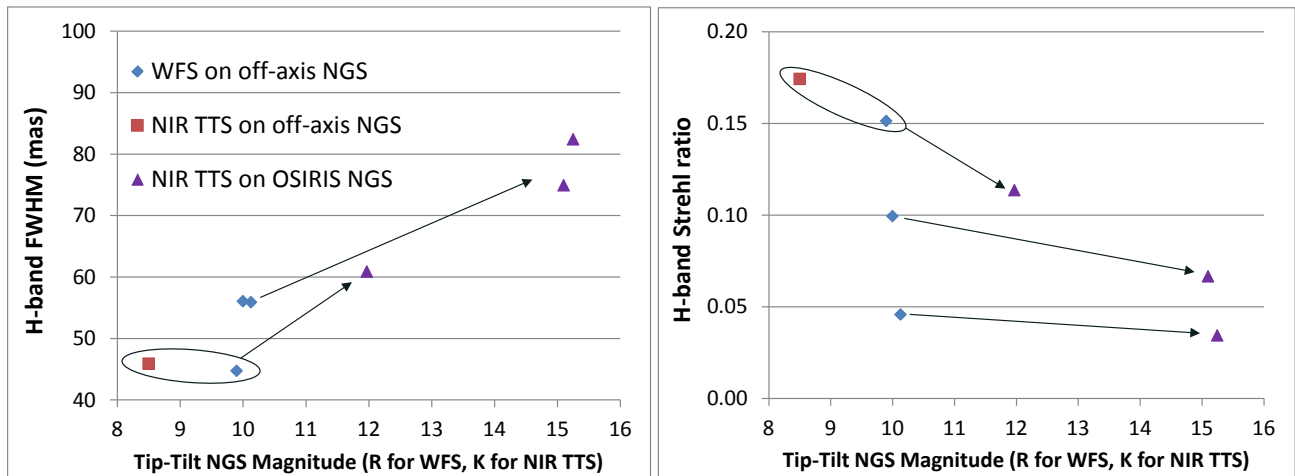 H-band FWHM (mas)
100
90
80
70
60
50
40
WFS on off-axis NGS
NIR TTS on off-axis NGS
NIR TTS on OSIRIS NGS
8 9 10 11 12 13 14 15 16
Tip-Tilt NGS Magnitude (R for WFS, K for NIR TTS)
H-band Strehl ratio
0.20
0.15
0.10
0.05
0.00
8 9 10 11 12 13 14 15 16
Tip-Tilt NGS Magnitude (R for WFS, K for NIR TTS)